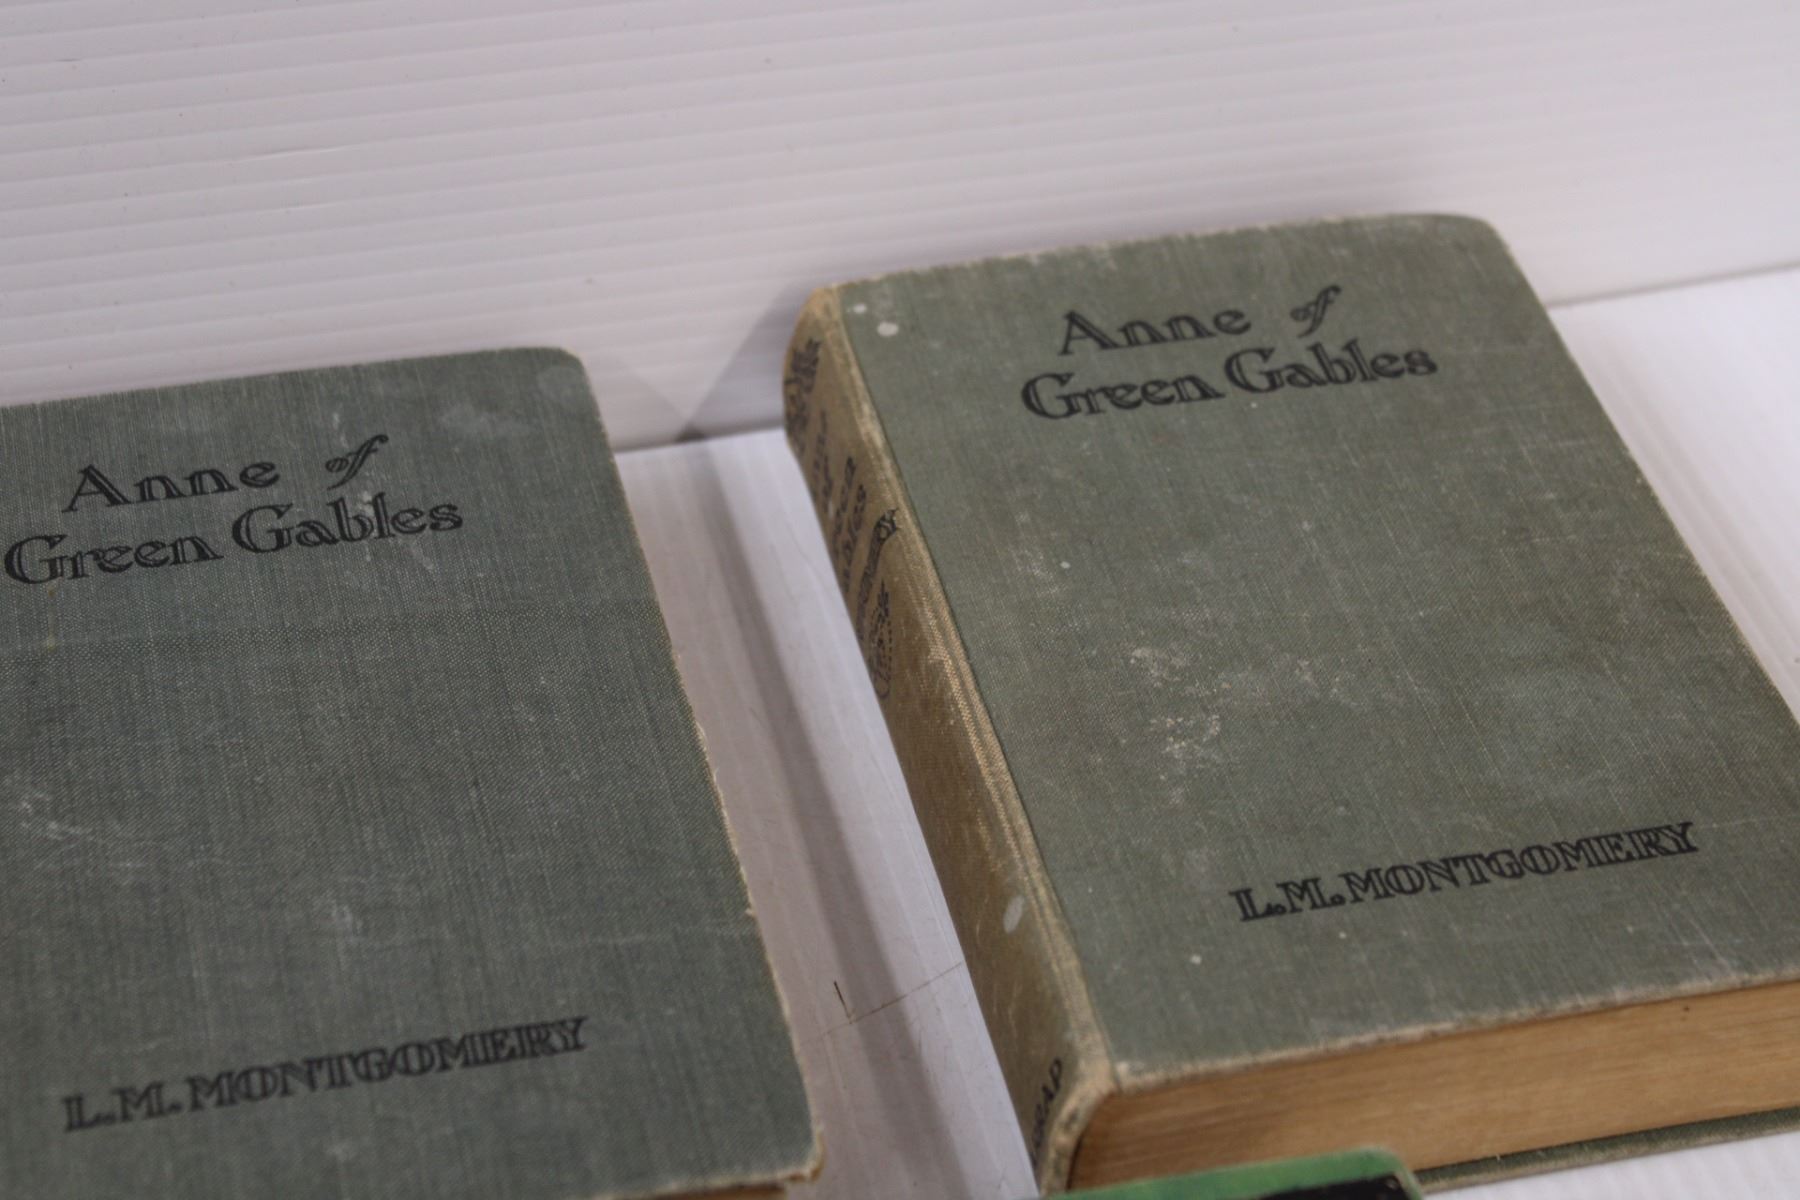 Anne of
Green Gables
L.M. MONTGOMERY
Anne of
Green Gables
L.M. MONTGOMERY